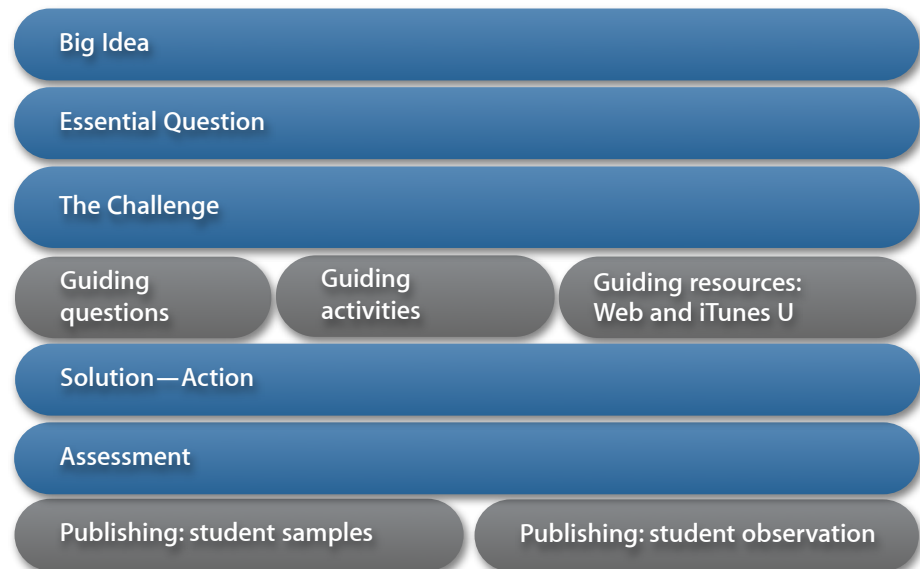 Big Idea
Essential Question
The Challenge
Guiding
questions
Guiding
activities
Guiding resources:
Web and iTunes U
Solution—Action
Assessment
Publishing: student samples
Publishing: student observation